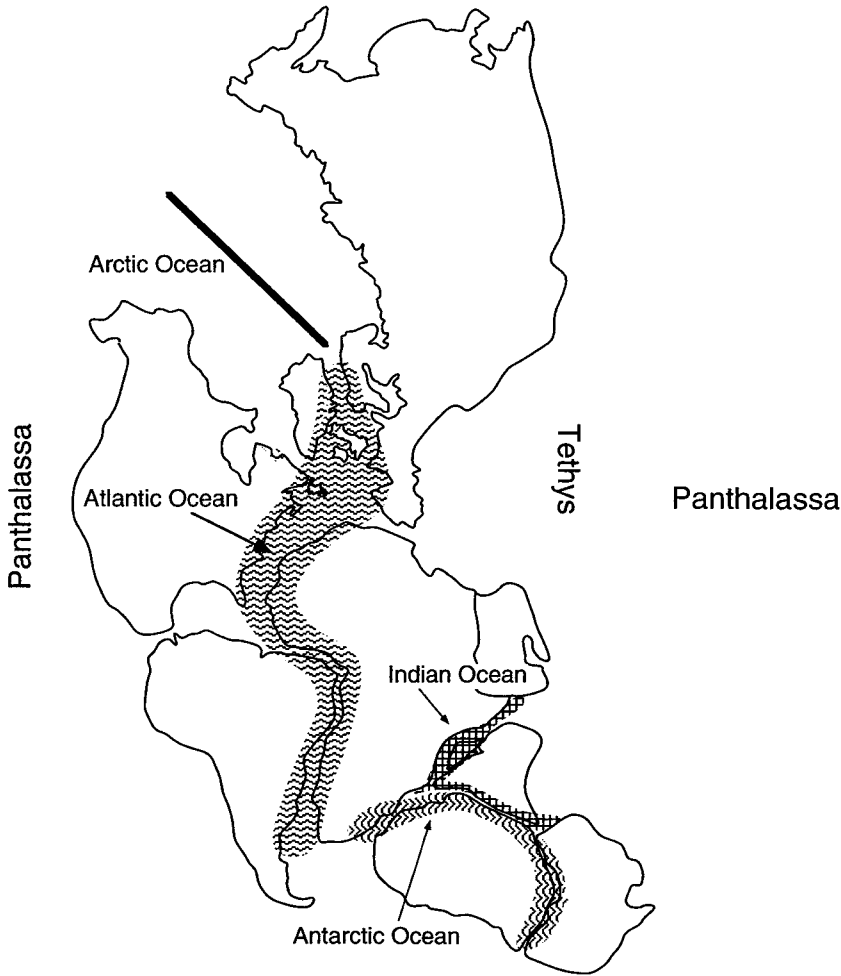 Arctic Ocean
Panthalassa
Atlantic Ocean
Tethys
Panthalassa
Indian Ocean
Antarctic Ocean